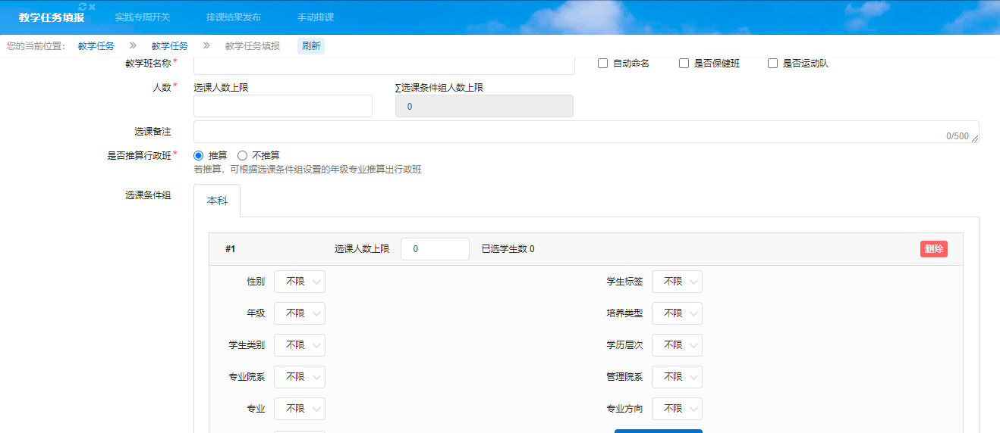 教学任务填报 实践专周开关 排课结果发布 手动排课
您的当前位置： 教学任务 » 教学任务 » 教学任务填报 刷新
教学班名称* 自动命名 是否保健班 是否运动队
人数* 选课人数上限 ∑选课条件组人数上限
0
选课备注 0/500
是否推算行政班* 推算 不推算
若推算，可根据选课条件组设置的年级专业推算出行政班
选课条件组 本科
#1 选课人数上限 0 已选学生数 0 删除
性别 不限 学生标签 不限
年级 不限 培养类型 不限
学生类别 不限 学历层次 不限
专业院系 不限 管理院系 不限
专业 不限 专业方向 不限